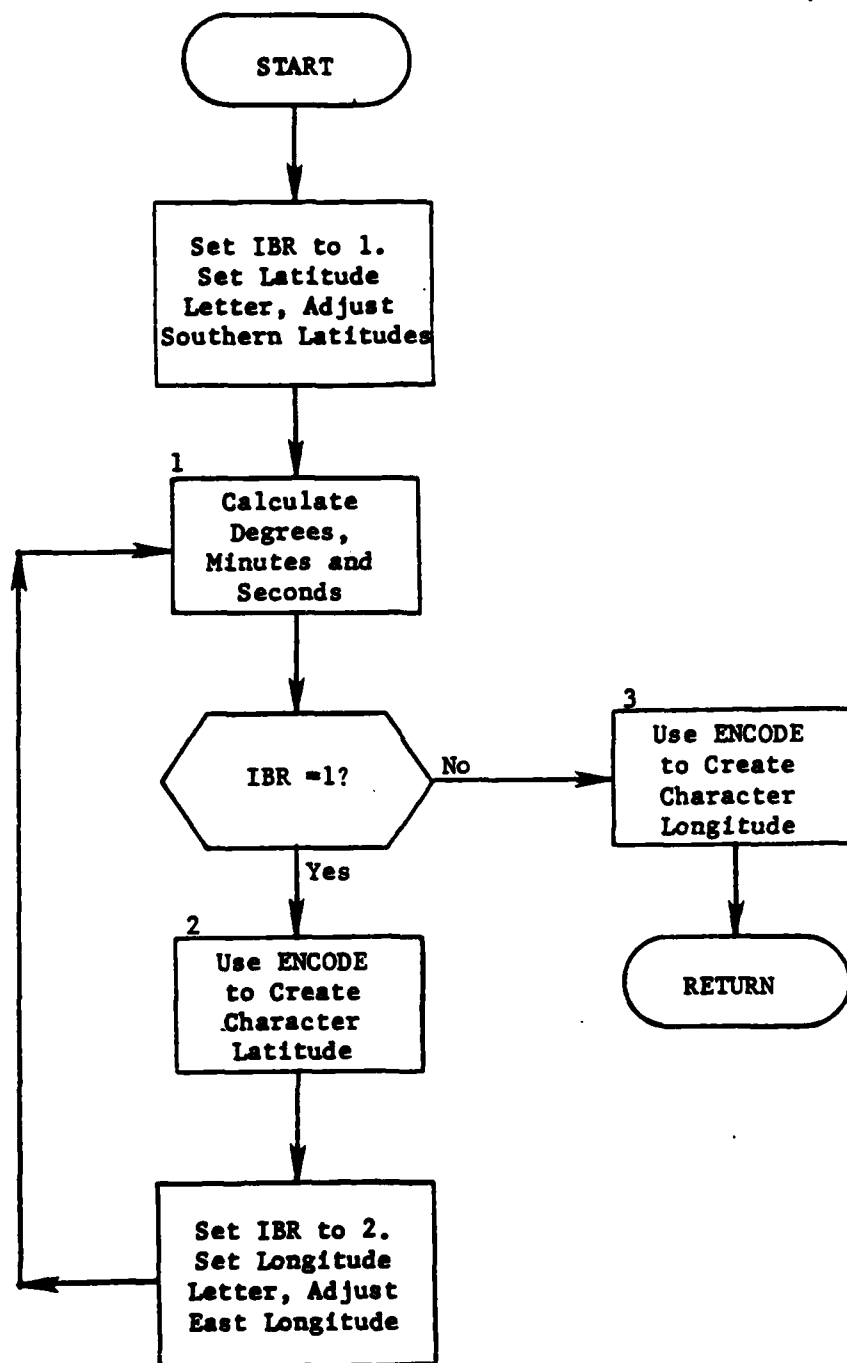 START
Set IBR to 1.
Set Latitude
Letter, Adjust
Southern Latitudes
1
Calculate
Degrees,
Minutes and
Seconds
IBR =1?
No
Yes
3
Use ENCODE
to Create
Character
Longitude
RETURN
2
Use ENCODE
to Create
Character
Latitude
Set IBR to 2.
Set Longitude
Letter, Adjust
East Longitude